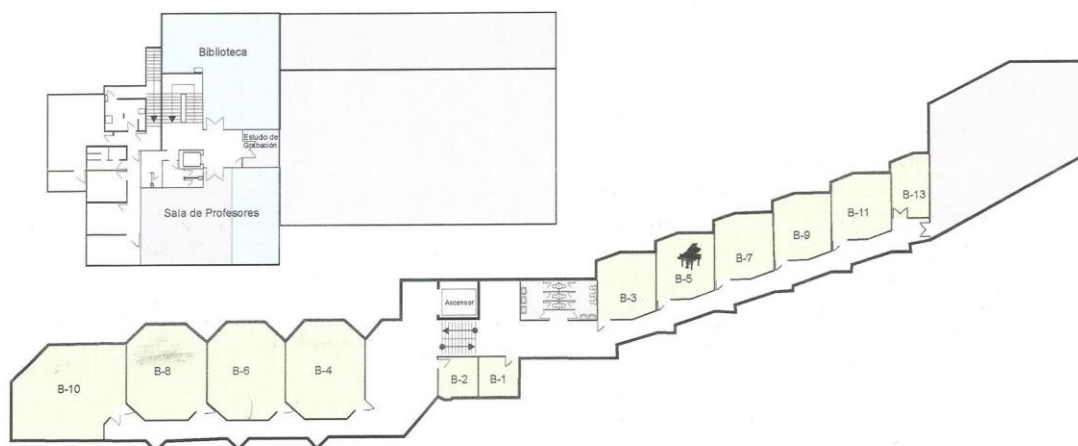 Biblioteca
Estudo de
Grabación
Sala de Profesores
B-13
B-11
B-9
B-7
B-5
B-3
Ascensor
B-10
B-8
B-6
B-4
B-2
B-1